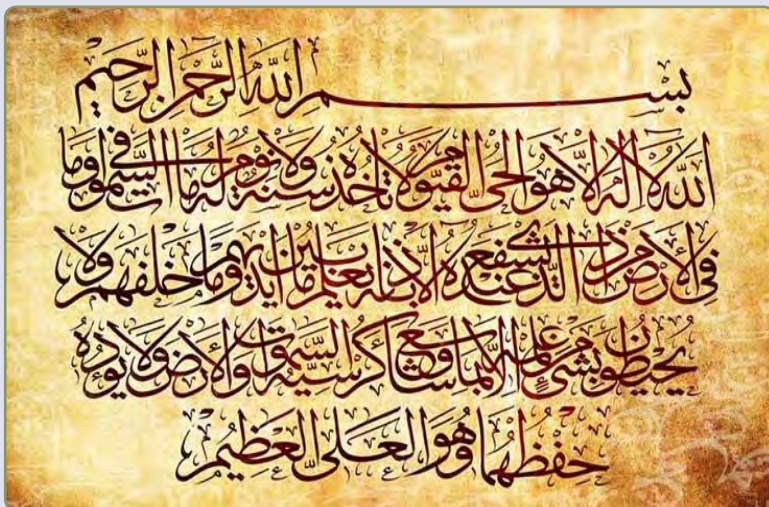 بسم الله الرحمن الرحيم
الله لا إله إلا هو الحي القيوم لا تأخذه سنة ولا نوم له ما في السموات وما
في الأرض من ذا الذي يشفع عنده إلا بإذنه يعلم ما بين أيديهم وما خلفهم ولا
يحيطون بشيء من علمه إلا بما شاء وسع كرسيه السموات والأرض ولا يؤده
حفظهما وهو العلي العظيم